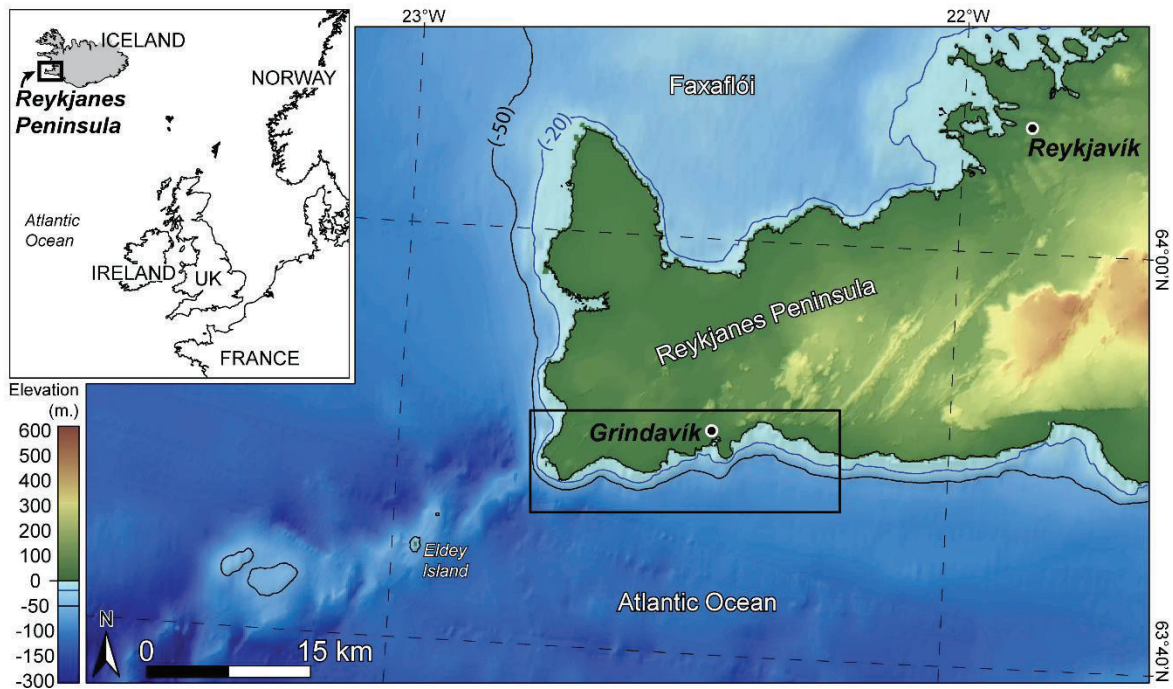 ICELAND
NORWAY
Reykjanes
Peninsula
Atlantic
Ocean
IRELAND
UK
FRANCE
23°W
22°W
(-50)
(-20)
Faxaflói
Reykjavík
64°00'N
Reykjanes Peninsula
Grindavík
Eldey
Island
Atlantic Ocean
63°40'N
Elevation
(m.)
600
500
400
300
200
100
0
-50
-100
-150
-300
N
0
15 km